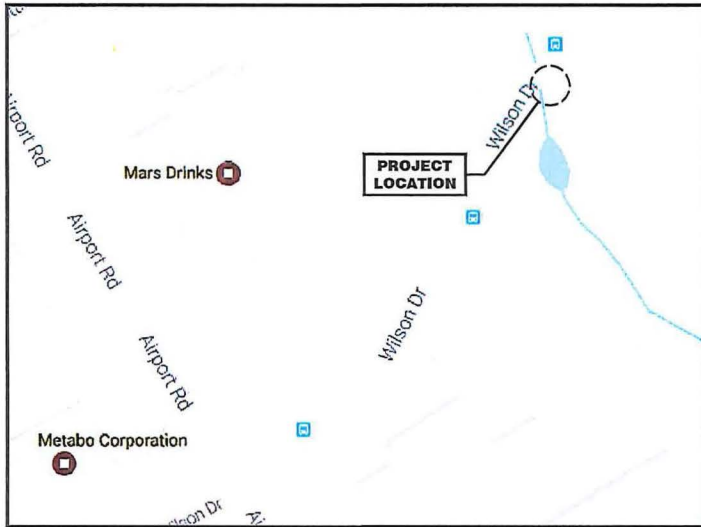 Wilson Dr
Airport Rd
Mars Drinks
PROJECT
LOCATION
Airport Rd
Wilson Dr
Airport Rd
Metabo Corporation